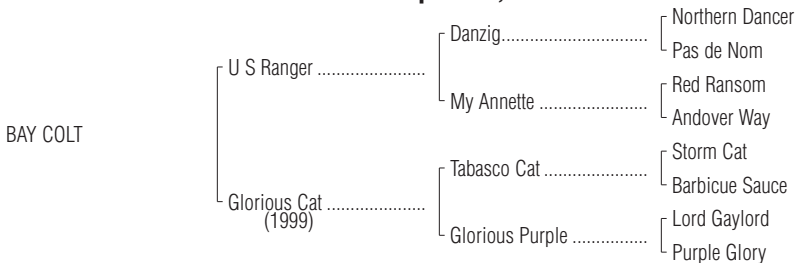 Northern Dancer
Danzig..............................
Pas de Nom
U S Ranger ......................
Red Ransom
My Annette ......................
Andover Way
BAY COLT
Storm Cat
Tabasco Cat .....................
Barbicue Sauce
Glorious Cat ....................
(1999)
Lord Gaylord
Glorious Purple ...............
Purple Glory